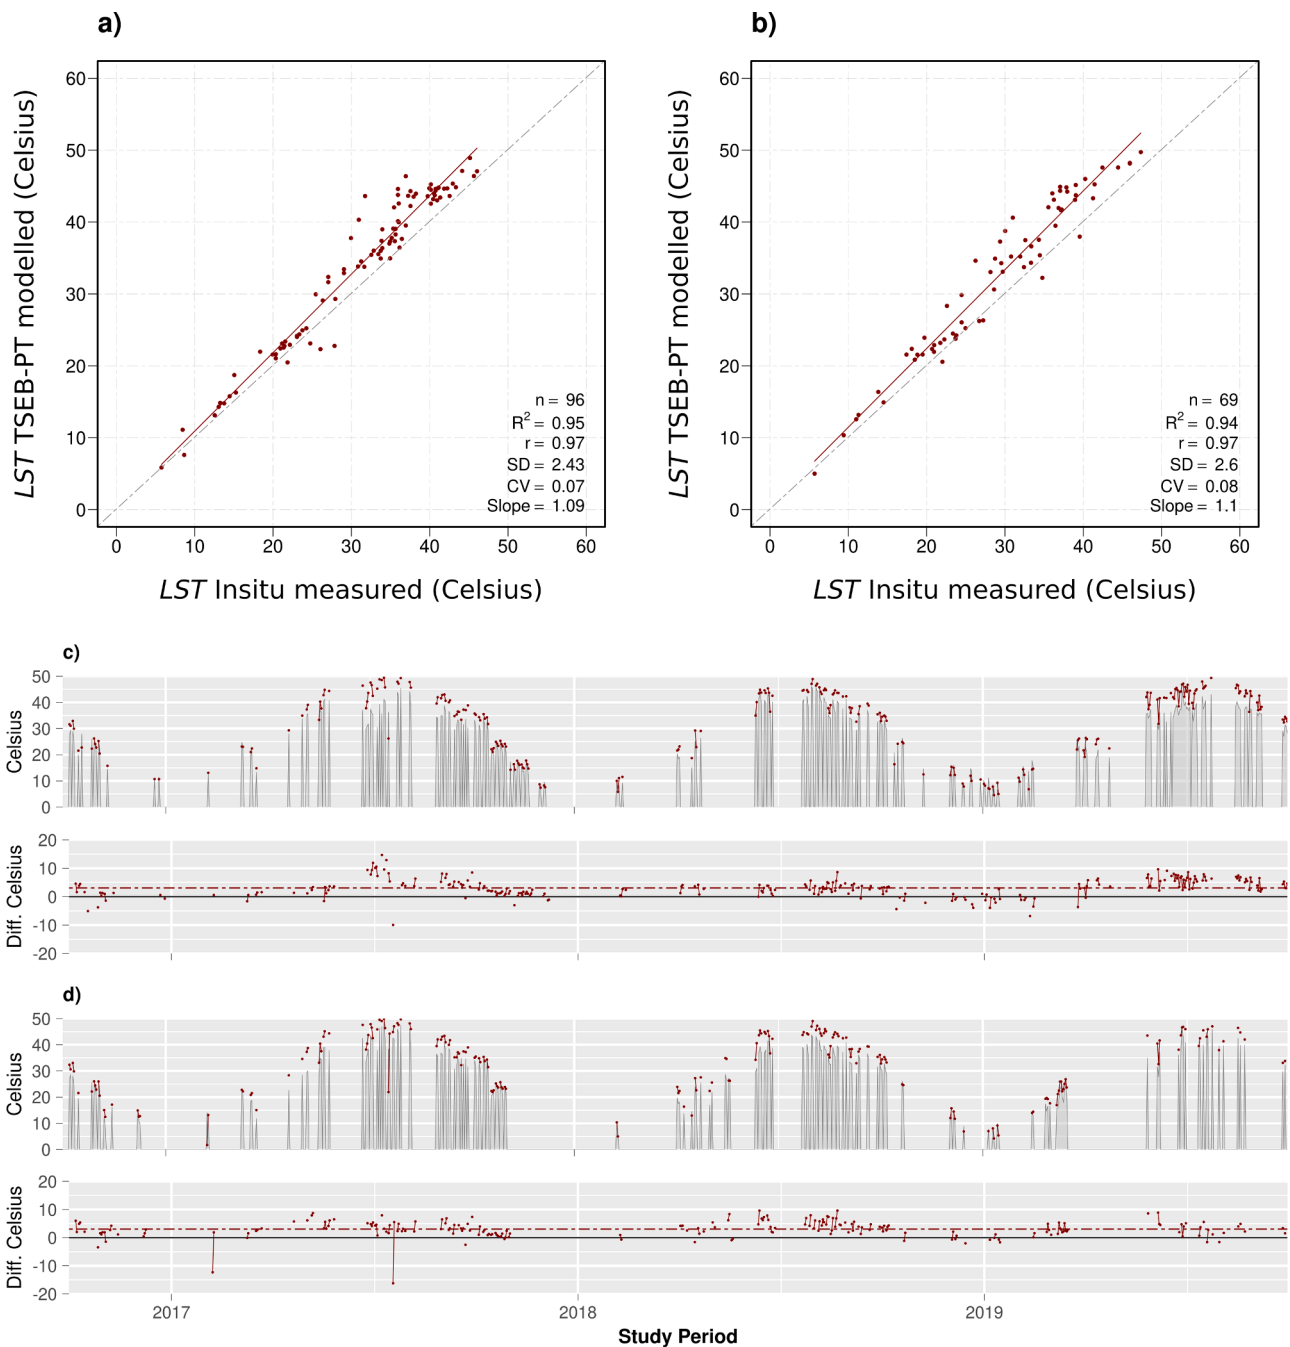 a)
b)
LST TSEB-PT modelled (Celsius)
60
50
40
30
20
10
0
n = 96
R2 = 0.95
r = 0.97
SD = 2.43
CV = 0.07
Slope = 1.09
0 10 20 30 40 50 60
LST Insitu measured (Celsius)
LST TSEB-PT modelled (Celsius)
60
50
40
30
20
10
0
n = 69
R2 = 0.94
r = 0.97
SD = 2.6
CV = 0.08
Slope = 1.1
0 10 20 30 40 50 60
LST Insitu measured (Celsius)
c)
Celsius
50
40
30
20
10
0
Diff. Celsius
20
10
0
-10
-20
d)
Celsius
50
40
30
20
10
0
Diff. Celsius
20
10
0
-10
-20
2017 2018 2019
Study Period